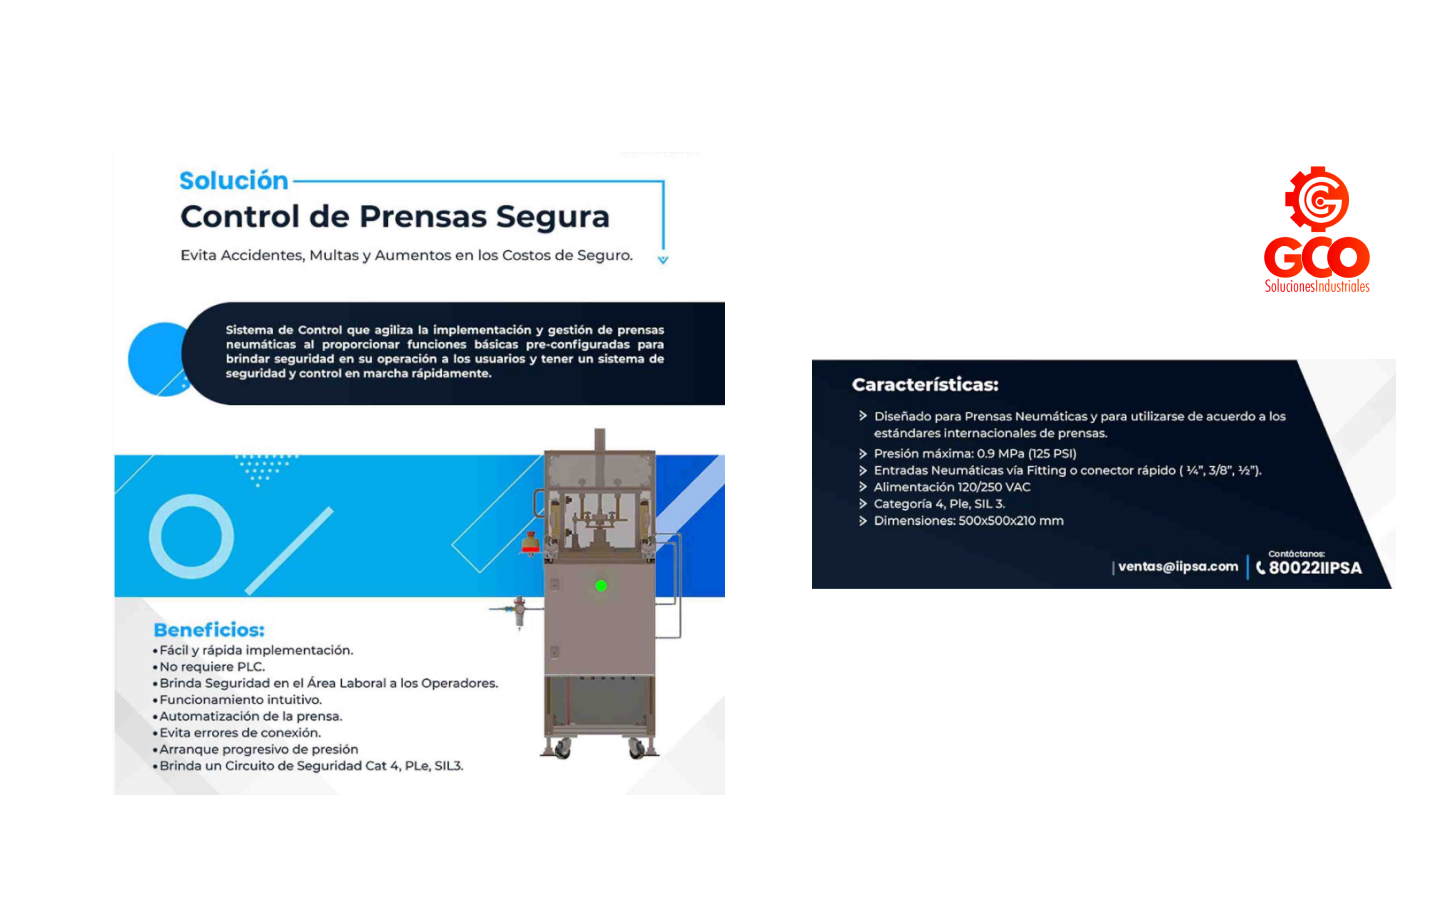 Solución
Control de Prensas Segura
Evita Accidentes, Multas y Aumentos en los Costos de Seguro.
Sistema de Control que agiliza la implementación y gestión de prensas
neumáticas al proporcionar funciones básicas pre-configuradas para
brindar seguridad en su operación a los usuarios y tener un sistema de
seguridad y control en marcha rápidamente.
Beneficios:
• Fácil y rápida implementación.
• No requiere PLC.
• Brinda Seguridad en el Área Laboral a los Operadores.
• Funcionamiento intuitivo.
• Automatización de la prensa.
• Evita errores de conexión.
• Arranque progresivo de presión
• Brinda un Circuito de Seguridad Cat 4, PLe, SIL3.
GCO
SolucionesIndustriales
Características:
Diseñado para Prensas Neumáticas y para utilizarse de acuerdo a los
estándares internacionales de prensas.
Presión máxima: 0.9 MPa (125 PSI)
Entradas Neumáticas vía Fitting o conector rápido ( ¼”, 3/8”, ½”).
Alimentación 120/250 VAC
Categoría 4, Ple, SIL 3.
Dimensiones: 500x500x210 mm
| ventas@iipsa.com
Contáctanos:
80022IIPSA